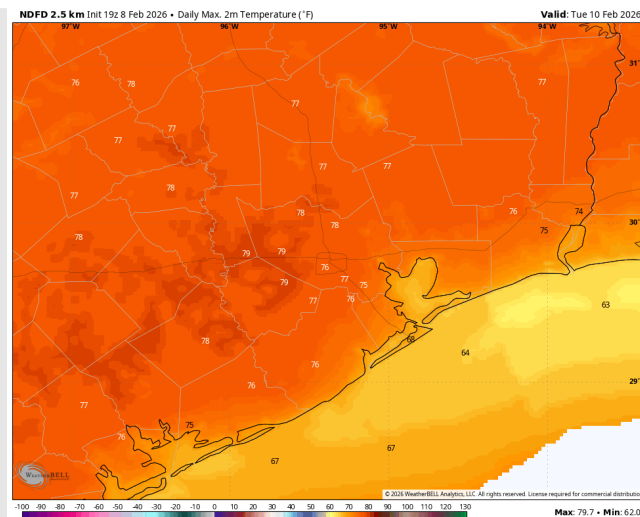 NDFD 2.5 km Init 19z 8 Feb 2026 • Daily Max. 2m Temperature (°F) Valid: Tue 10 Feb 2026
97°W 96°W 95°W 94°W
31°
76 78 77
77
77 77
77 77
78
77 76 74
78
78 75 30°
78
79 79
76
79 77 75
77 76 63
68
78 64
76 29°
76
77
75
76
67 67
WeatherBELL
© 2026 WeatherBELL Analytics, LLC. All rights reserved. License required for commercial distributio
-100 -90 -80 -70 -60 -50 -40 -30 -20 -10 0 10 20 30 40 50 60 70 80 90 100 110 120 130
Max: 79.7 • Min: 62.